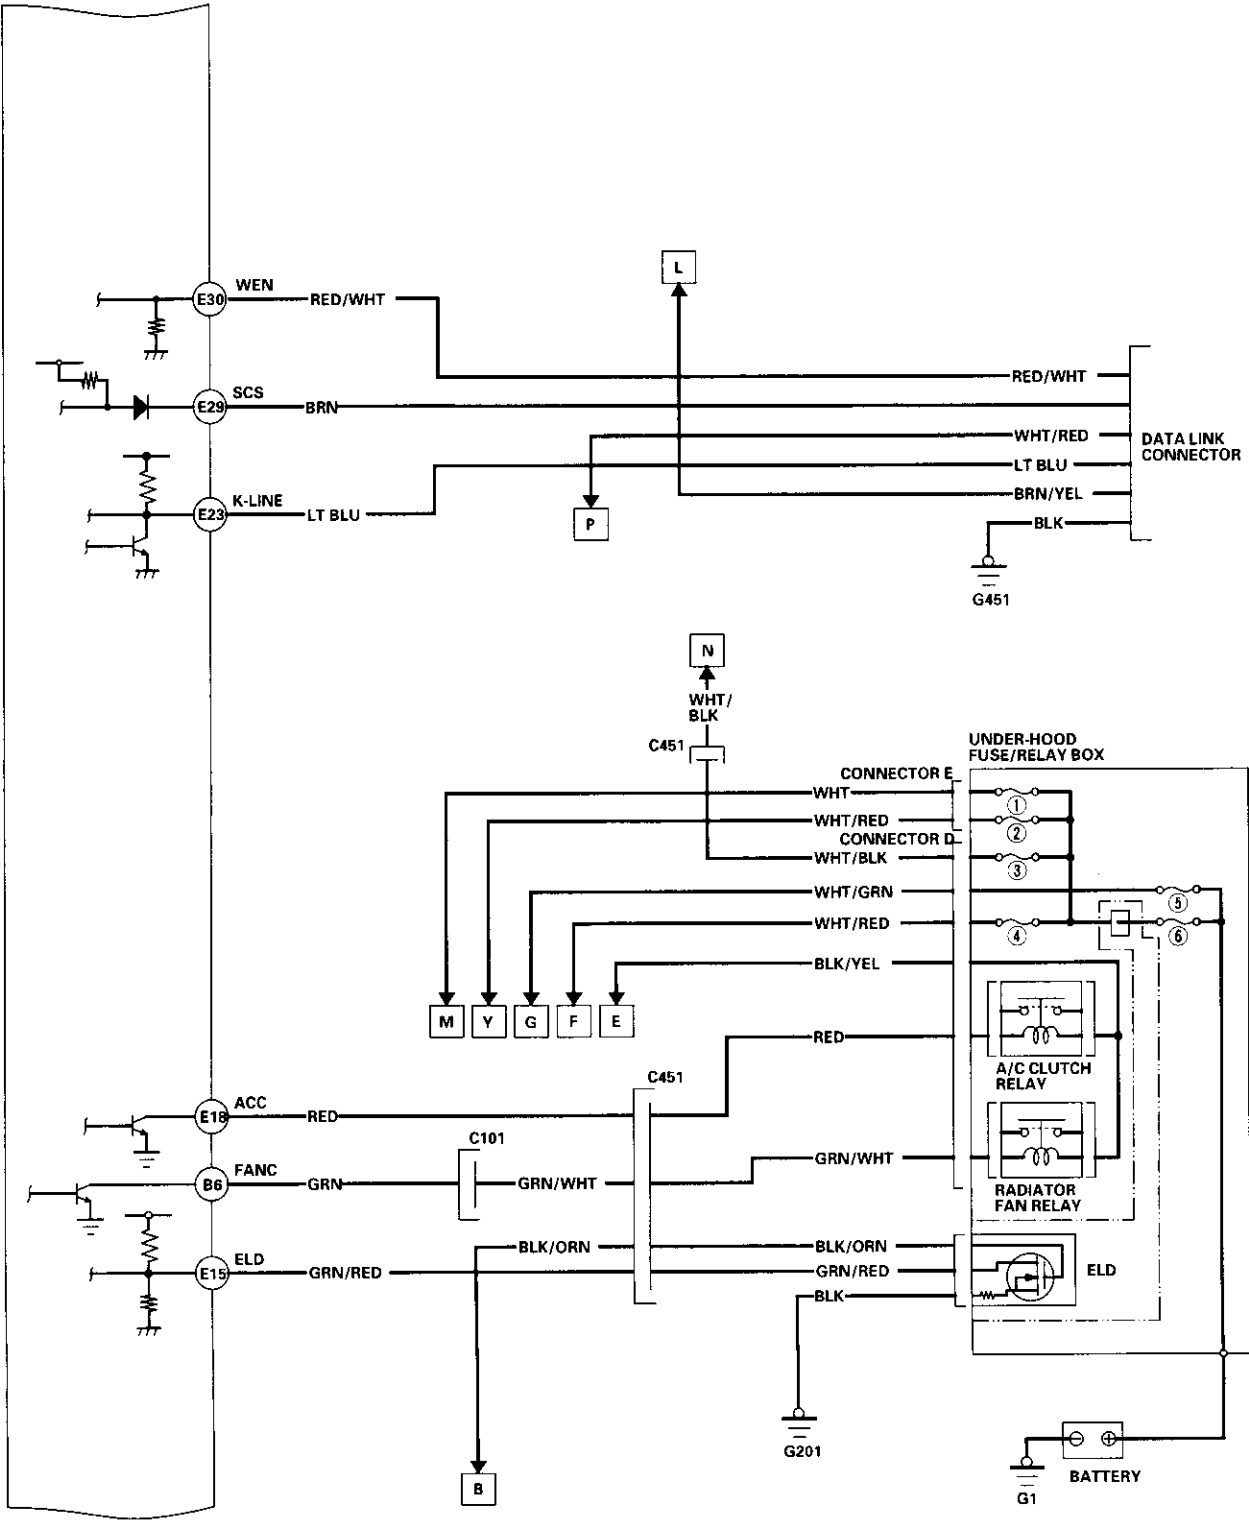 L
WEN
E30
RED/WHT
RED/WHT
SCS
E29
BRN
WHT/RED
DATA LINK
CONNECTOR
LT BLU
K-LINE
E23
LT BLU
BRN/YEL
P
BLK
G451
N
WHT/
BLK
C451
UNDER-HOOD
FUSE/RELAY BOX
CONNECTOR E
WHT
1
WHT/RED
2
CONNECTOR D
WHT/BLK
3
WHT/GRN
5
WHT/RED
4
6
BLK/YEL
M
Y
G
F
E
RED
A/C CLUTCH
RELAY
C451
ACC
E18
RED
C101
FANC
B6
GRN
GRN/WHT
GRN/WHT
RADIATOR
FAN RELAY
BLK/ORN
BLK/ORN
ELD
E15
GRN/RED
GRN/RED
ELD
BLK
G201
BATTERY
G1
B